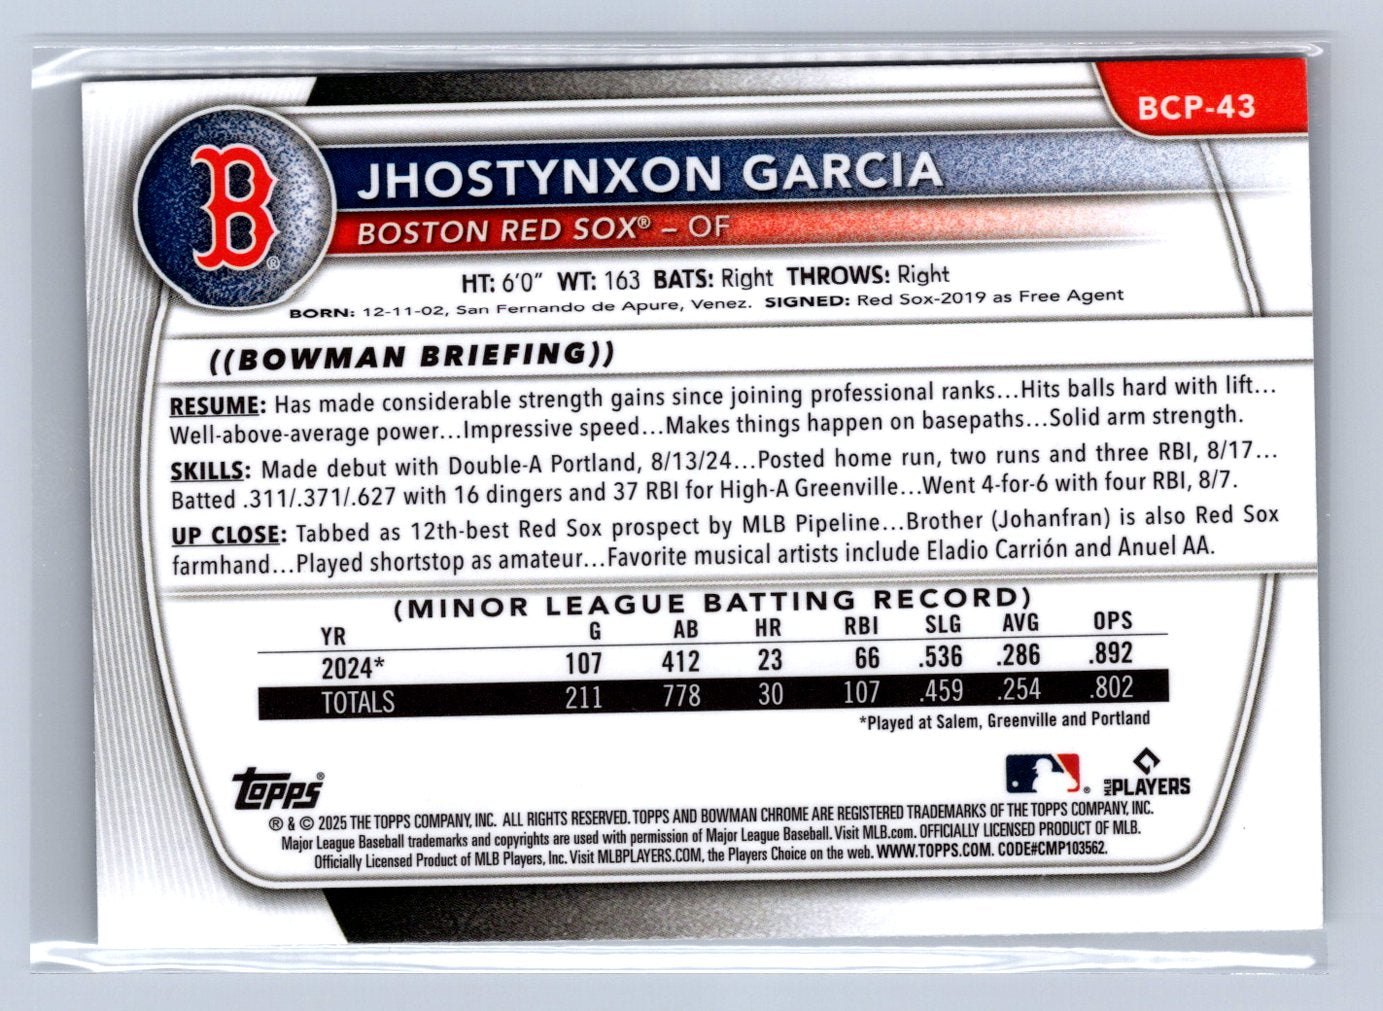 BCP-43
B®
JHOSTYNXON GARCIA
BOSTON RED SOX® – OF
HT: 6'0" WT: 163 BATS: Right THROWS: Right
BORN: 12-11-02, San Fernando de Apure, Venez. SIGNED: Red Sox-2019 as Free Agent
((BOWMAN BRIEFING))
RESUME: Has made considerable strength gains since joining professional ranks...Hits balls hard with lift...
Well-above-average power...Impressive speed...Makes things happen on basepaths...Solid arm strength.
SKILLS: Made debut with Double-A Portland, 8/13/24...Posted home run, two runs and three RBI, 8/17...
Batted .311/.371/.627 with 16 dingers and 37 RBI for High-A Greenville...Went 4-for-6 with four RBI, 8/7.
UP CLOSE: Tabbed as 12th-best Red Sox prospect by MLB Pipeline...Brother (Johanfran) is also Red Sox
farmhand...Played shortstop as amateur...Favorite musical artists include Eladio Carrión and Anuel AA.
(MINOR LEAGUE BATTING RECORD)
YR G AB HR RBI SLG AVG OPS
2024* 107 412 23 66 .536 .286 .892
TOTALS 211 778 30 107 .459 .254 .802
*Played at Salem, Greenville and Portland
Topps® ® MLB PLAYERS
® & © 2025 THE TOPPS COMPANY, INC. ALL RIGHTS RESERVED. TOPPS AND BOWMAN CHROME ARE REGISTERED TRADEMARKS OF THE TOPPS COMPANY, INC.
Major League Baseball trademarks and copyrights are used with permission of Major League Baseball. Visit MLB.com. OFFICIALLY LICENSED PRODUCT OF MLB.
Officially Licensed Product of MLB Players, Inc. Visit MLBPLAYERS.COM, the Players Choice on the web. WWW.TOPPS.COM. CODE#CMP103562.